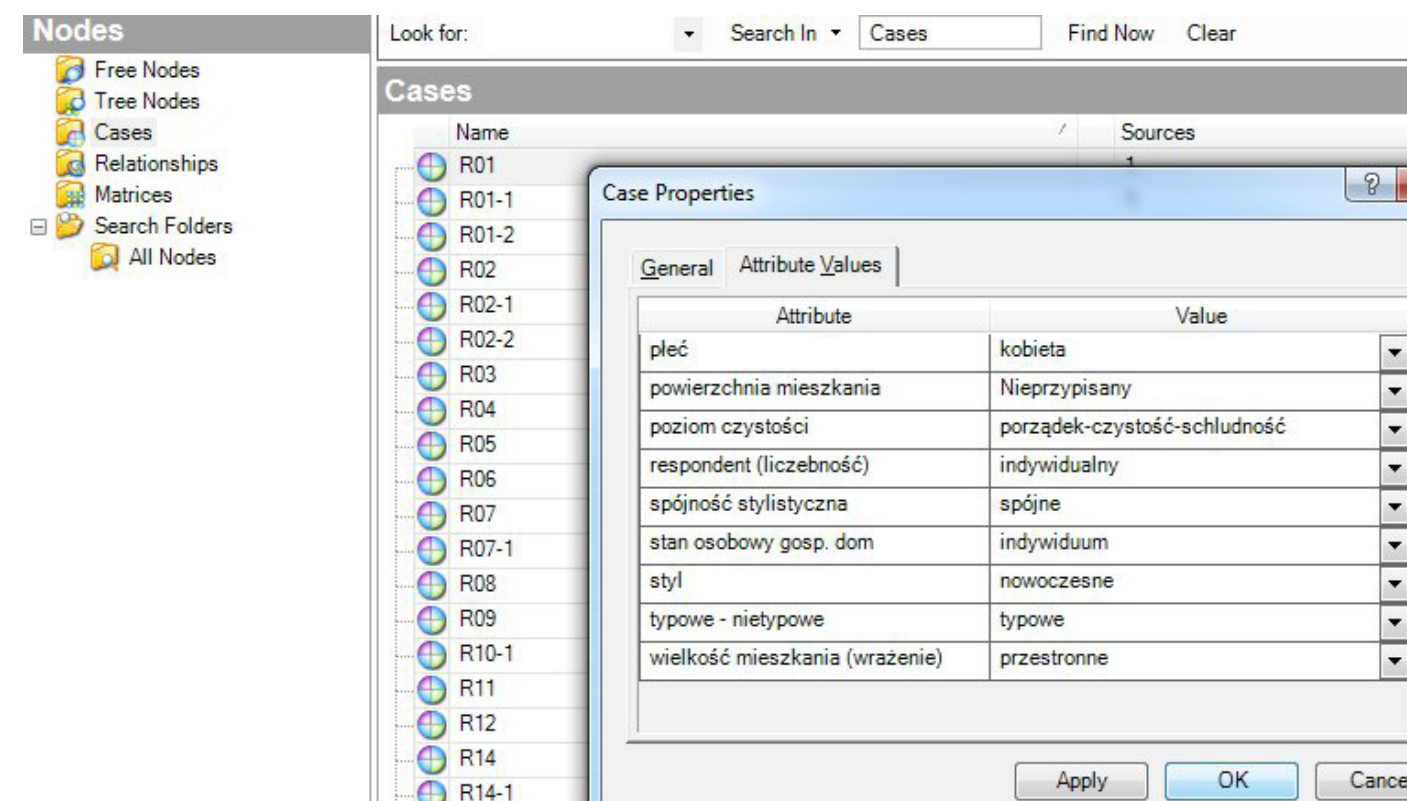 Nodes
Look for: Search In Cases Find Now Clear
Free Nodes
Tree Nodes
Cases
Relationships
Matrices
Search Folders
All Nodes
Cases
Name Sources
R01 1
R01-1
R01-2
R02
R02-1
R02-2
R03
R04
R05
R06
R07
R07-1
R08
R09
R10-1
R11
R12
R14
R14-1
Case Properties ?
General Attribute Values
Attribute Value
płeć kobieta
powierzchnia mieszkania Nieprzypisany
poziom czystości porządek-czystość-schludność
respondent (liczebność) indywidualny
spójność stylistyczna spójne
stan osobowy gosp. dom indywiduum
styl nowoczesne
typowe - nietypowe typowe
wielkość mieszkania (wrażenie) przestronne
Apply OK Cance